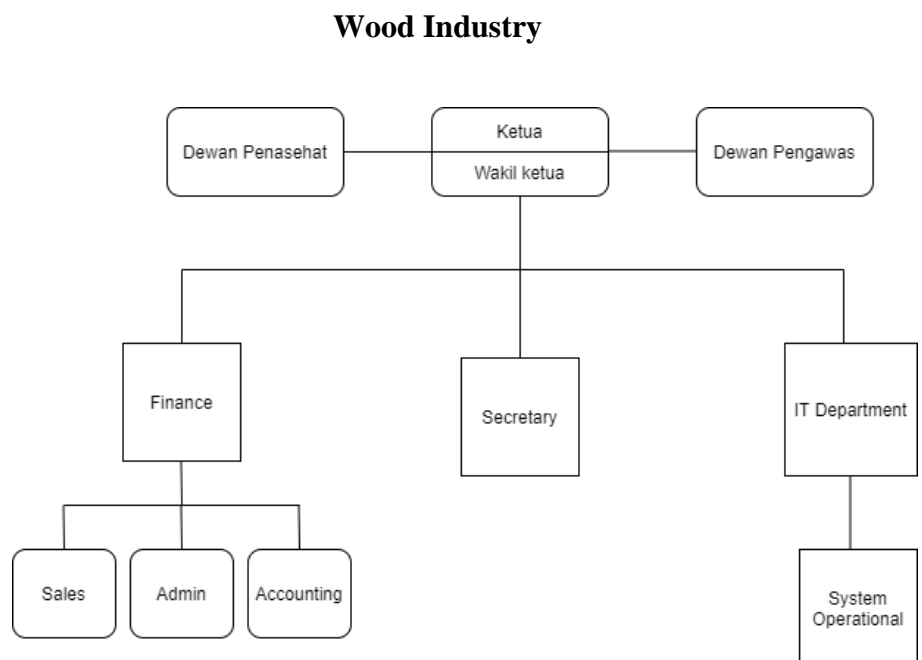 Wood Industry
Dewan Penasehat
Ketua
Wakil ketua
Dewan Pengawas
Finance
Secretary
IT Department
Sales
Admin
Accounting
System
Operational